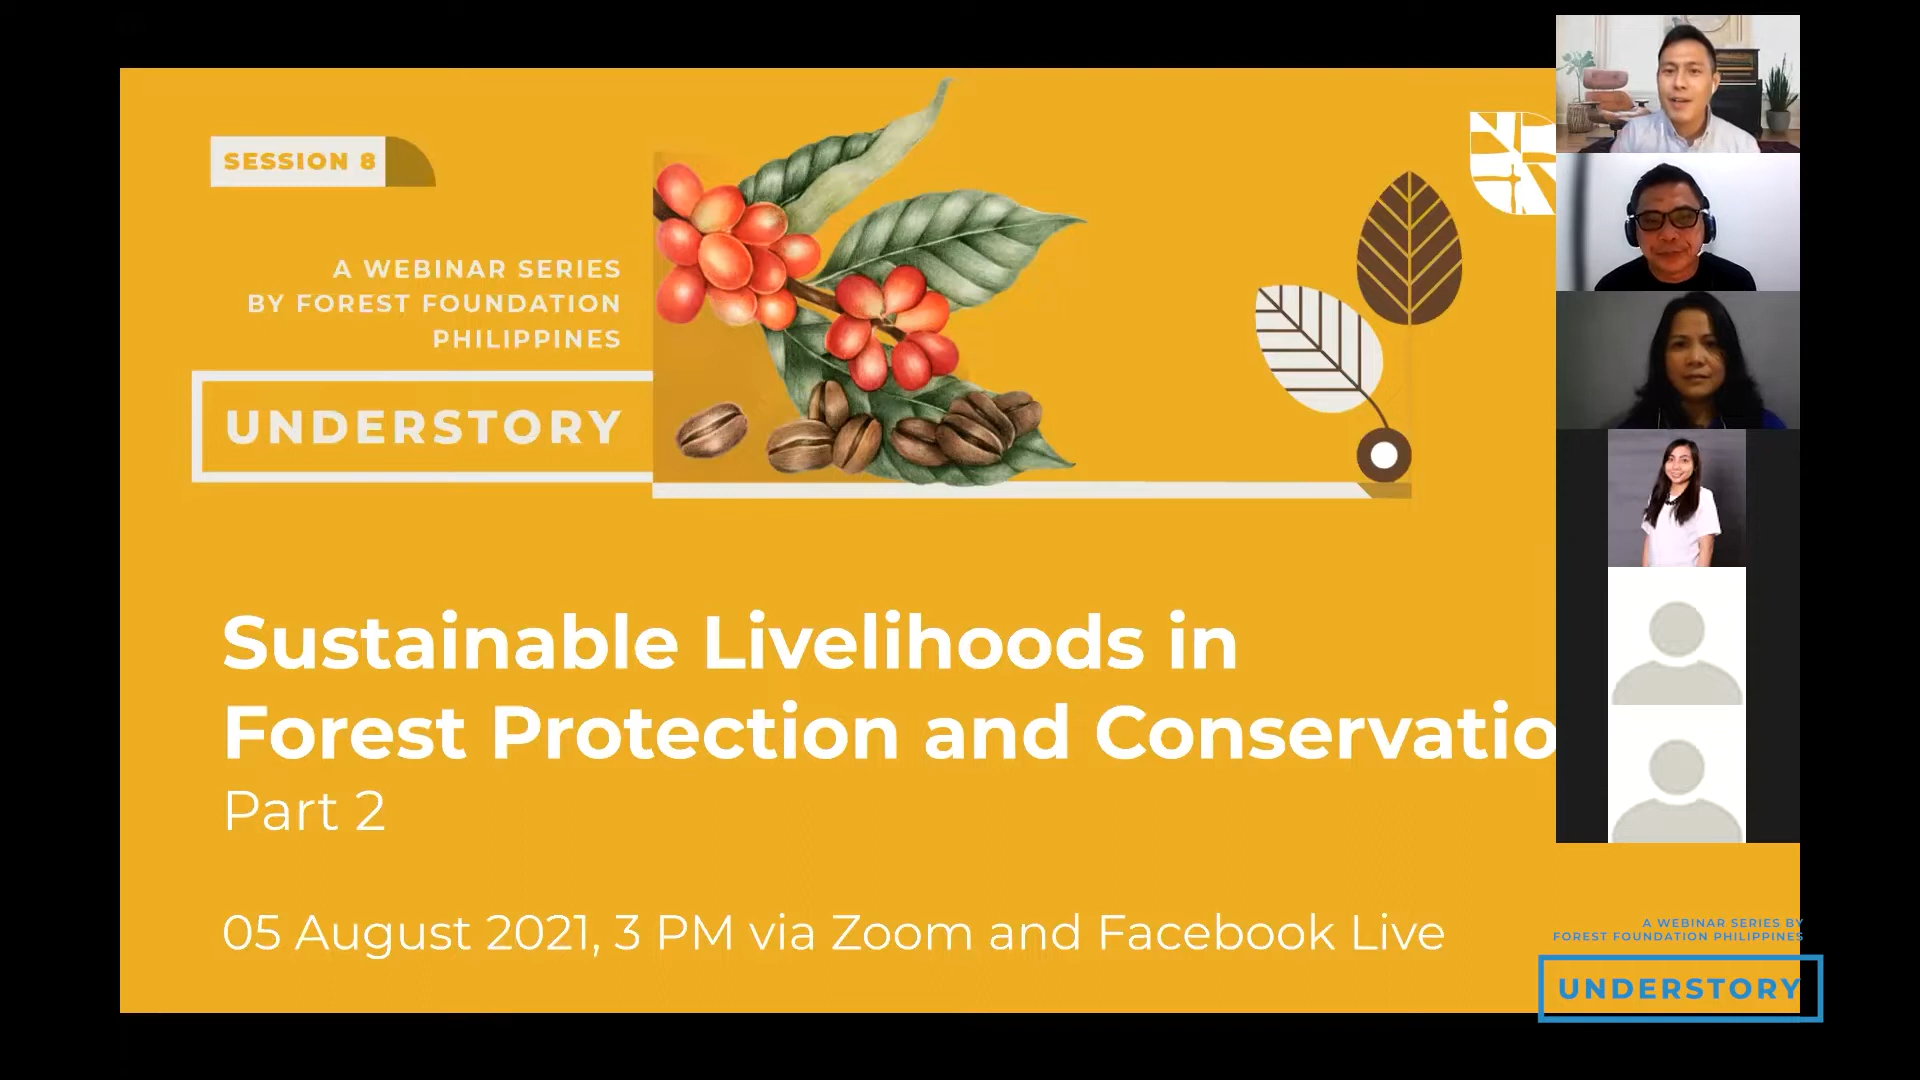 SESSION 8
A WEBINAR SERIES
BY FOREST FOUNDATION
PHILIPPINES
UNDERSTORY
Sustainable Livelihoods in
Forest Protection and Conservatio
Part 2
05 August 2021, 3 PM via Zoom and Facebook Live
A WEBINAR SERIES BY
FOREST FOUNDATION PHILIPPINES
UNDERSTORY